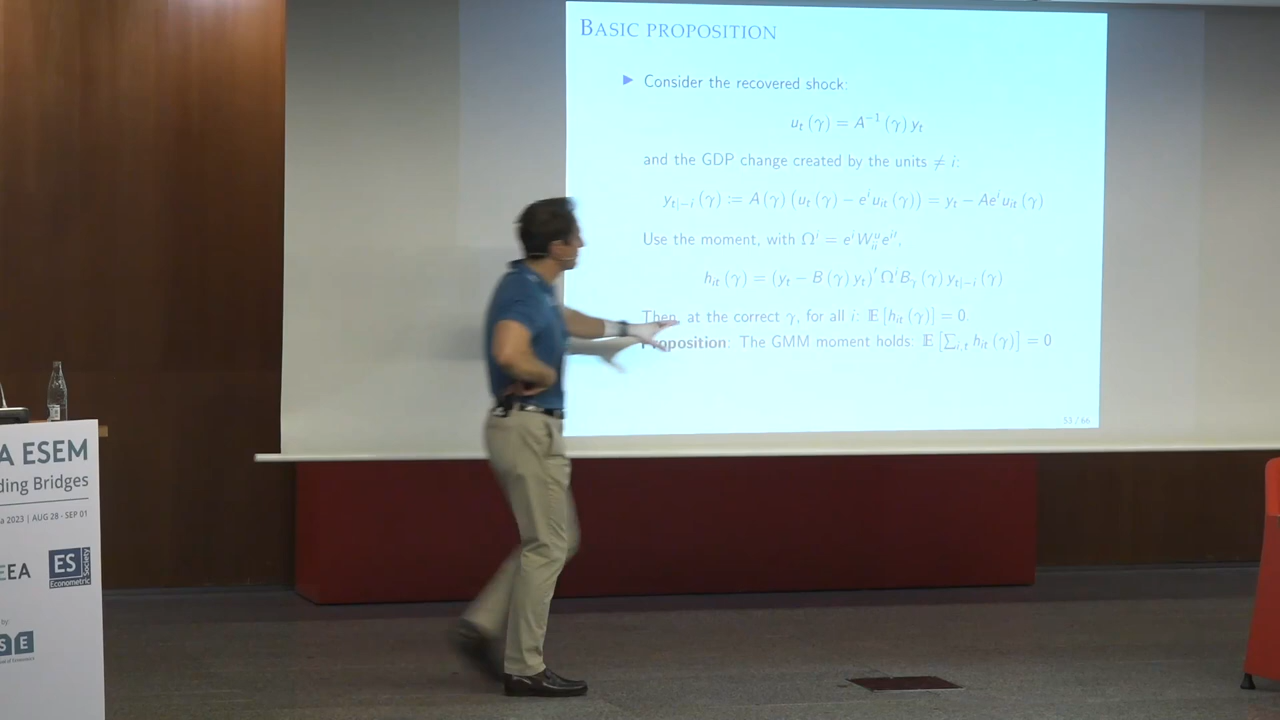 BASIC PROPOSITION
▶ Consider the recovered shock:
u_t (γ) = A⁻¹ (γ) y_t
and the GDP change created by the units ≠ i:
y_{t|−i} (γ) := A (γ) (u_t (γ) − e^i u_{it} (γ)) = y_t − Ae^i u_{it} (γ)
Use the moment, with Ω^i = e^i W^u_{ii} e^{i′},
h_{it} (γ) = (y_t − B (γ) y_t)′ Ω^i B_γ (γ) y_{t|−i} (γ)
Then, at the correct γ, for all i: 𝔼 [h_{it} (γ)] = 0.
Proposition: The GMM moment holds: 𝔼 [∑_{i,t} h_{it} (γ)] = 0
53 / 66
A ESEM
ding Bridges
a 2023 | AUG 28 - SEP 01
EEA
ES
Econometric
Society
by:
S E